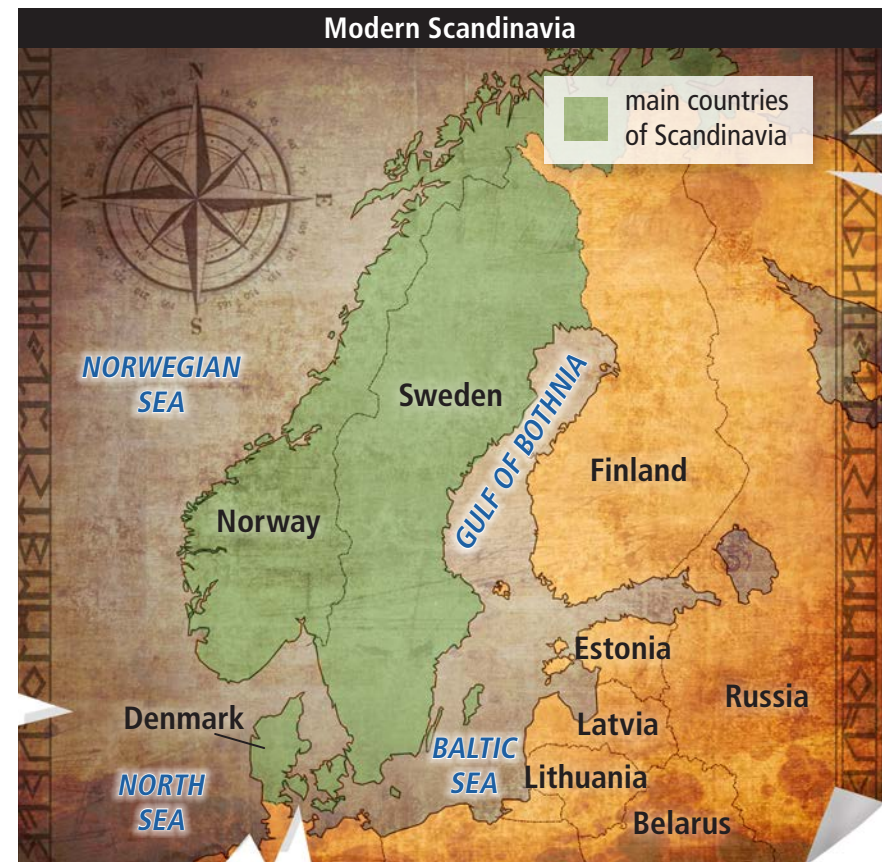 Modern Scandinavia
main countries
of Scandinavia
N
W
E
S
NORWEGIAN
SEA
Sweden
GULF OF BOTHNIA
Finland
Norway
Estonia
Russia
Denmark
Latvia
BALTIC
SEA
Lithuania
NORTH
SEA
Belarus